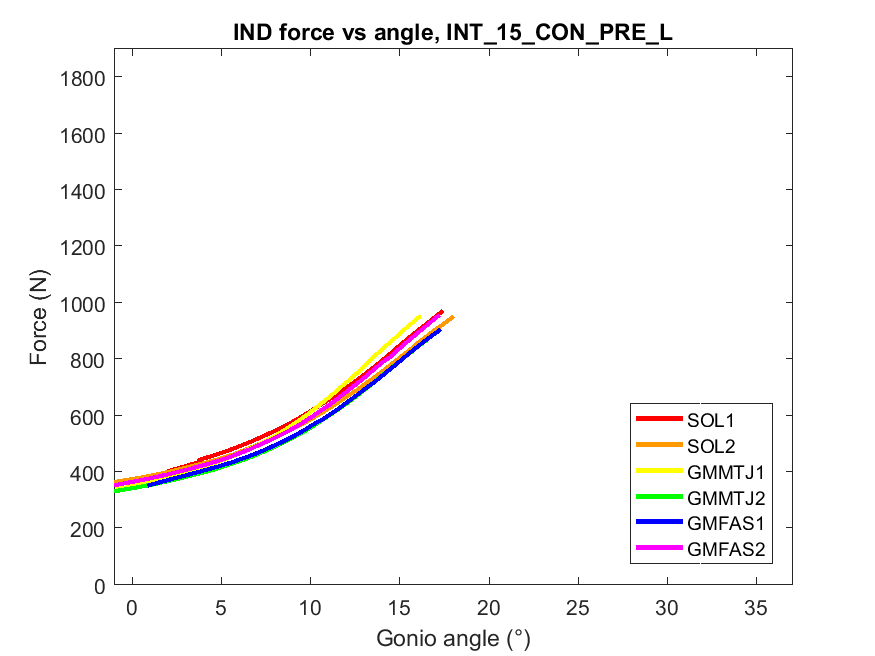 IND force vs angle, INT_15_CON_PRE_L
1800
1600
1400
1200
1000
800
600
400
200
0
Force (N)
0 5 10 15 20 25 30 35
Gonio angle (°)
SOL1
SOL2
GMMTJ1
GMMTJ2
GMFAS1
GMFAS2